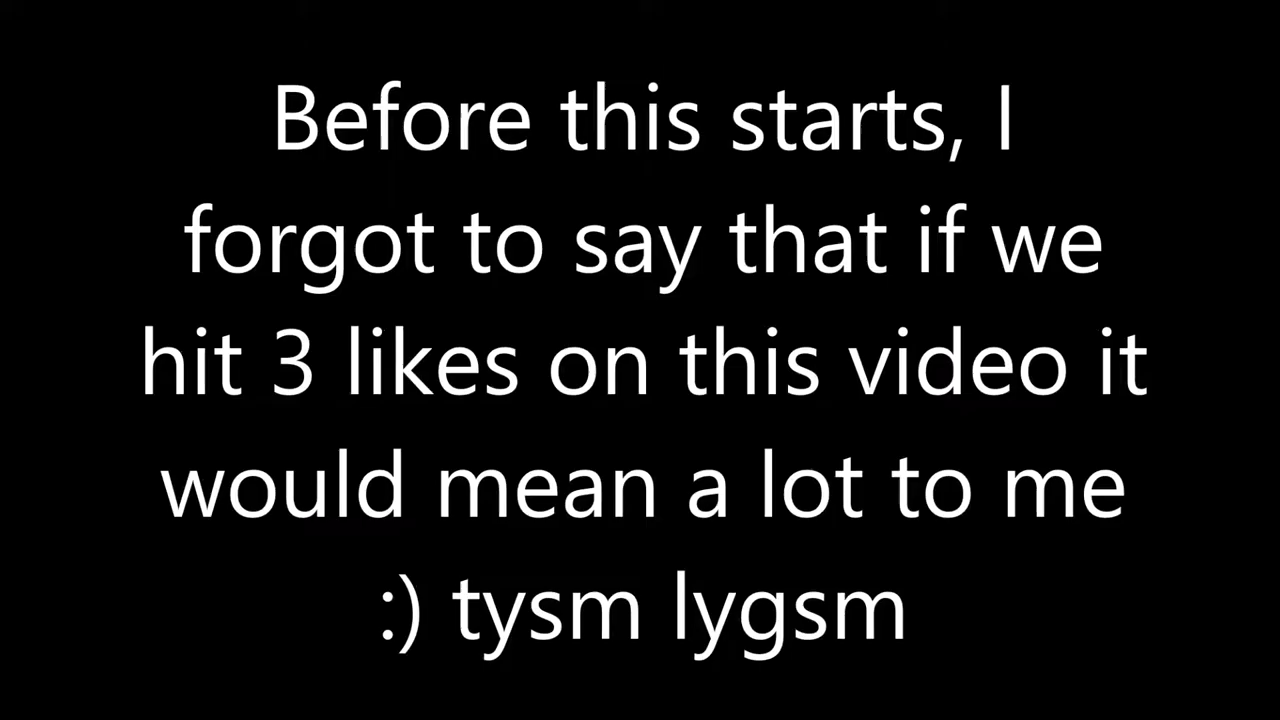 Before this starts, I
forgot to say that if we
hit 3 likes on this video it
would mean a lot to me
:) tysm lygsm